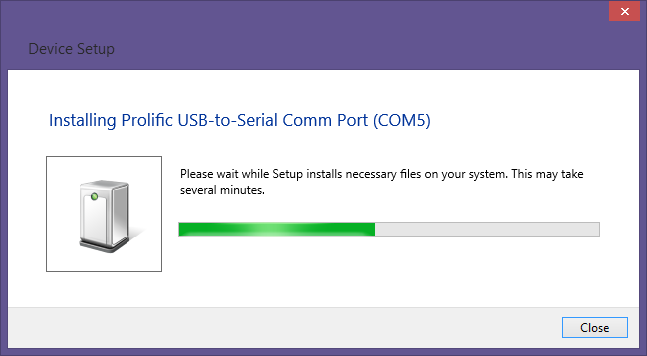 Device Setup
Installing Prolific USB-to-Serial Comm Port (COM5)
Please wait while Setup installs necessary files on your system. This may take
several minutes.
Close